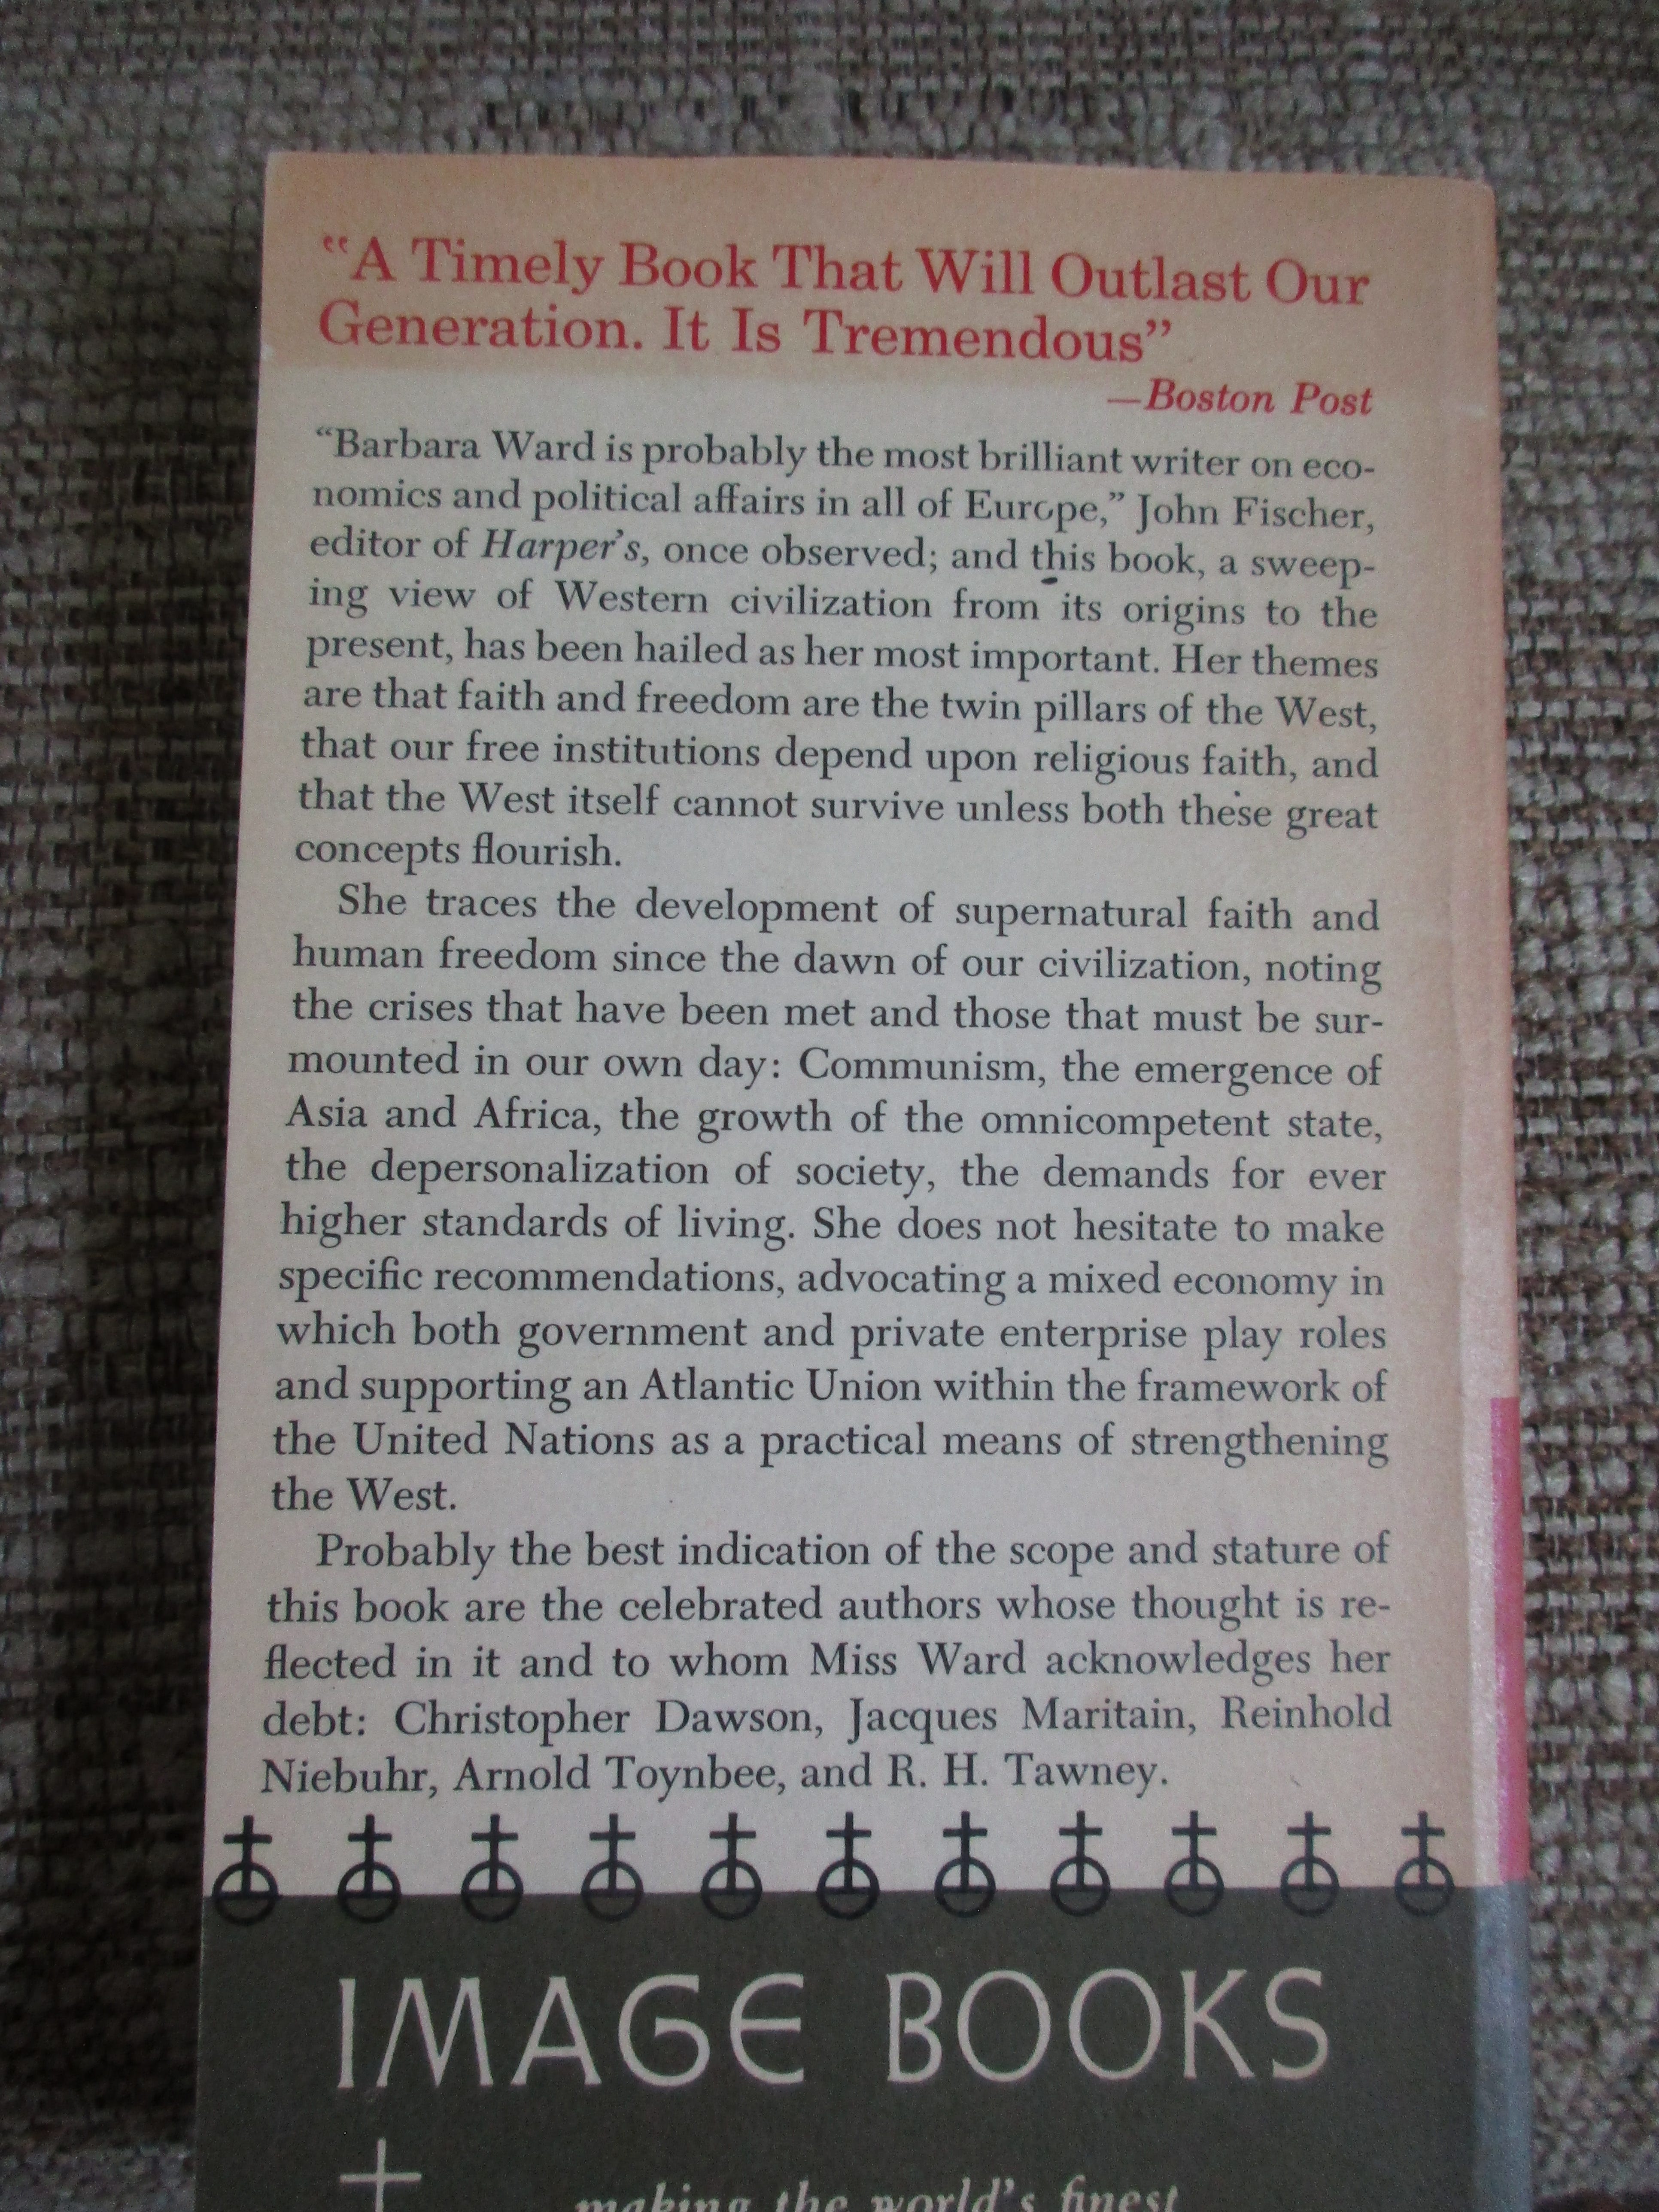 "A Timely Book That Will Outlast Our
Generation. It Is Tremendous"
—Boston Post
"Barbara Ward is probably the most brilliant writer on eco-
nomics and political affairs in all of Europe," John Fischer,
editor of Harper's, once observed; and this book, a sweep-
ing view of Western civilization from its origins to the
present, has been hailed as her most important. Her themes
are that faith and freedom are the twin pillars of the West,
that our free institutions depend upon religious faith, and
that the West itself cannot survive unless both these great
concepts flourish.
She traces the development of supernatural faith and
human freedom since the dawn of our civilization, noting
the crises that have been met and those that must be sur-
mounted in our own day: Communism, the emergence of
Asia and Africa, the growth of the omnicompetent state,
the depersonalization of society, the demands for ever
higher standards of living. She does not hesitate to make
specific recommendations, advocating a mixed economy in
which both government and private enterprise play roles
and supporting an Atlantic Union within the framework of
the United Nations as a practical means of strengthening
the West.
Probably the best indication of the scope and stature of
this book are the celebrated authors whose thought is re-
flected in it and to whom Miss Ward acknowledges her
debt: Christopher Dawson, Jacques Maritain, Reinhold
Niebuhr, Arnold Toynbee, and R. H. Tawney.
IMAGE BOOKS
making the world's finest